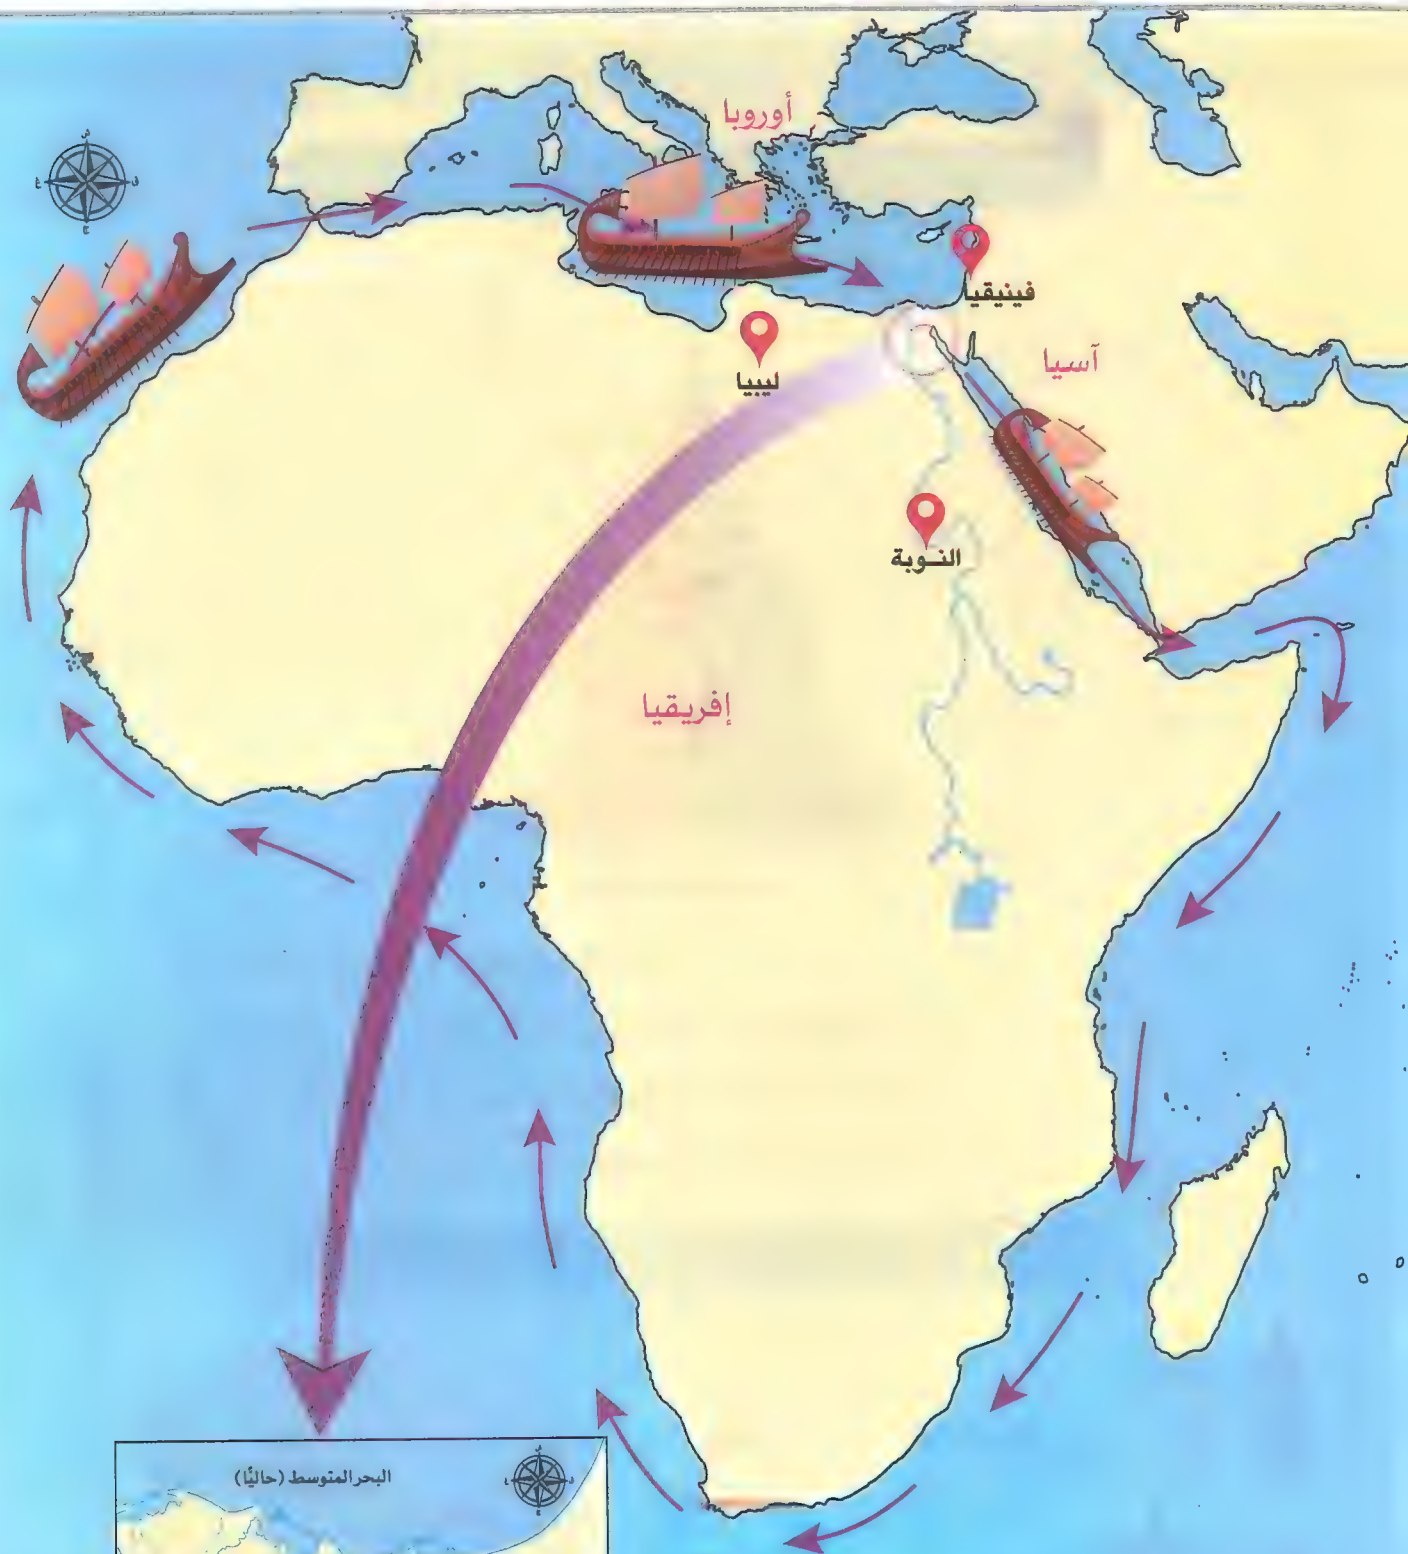 أوروبا
فينيقيا
ليبيا
آسيا
النوبة
إفريقيا
البحر المتوسط (حاليًا)